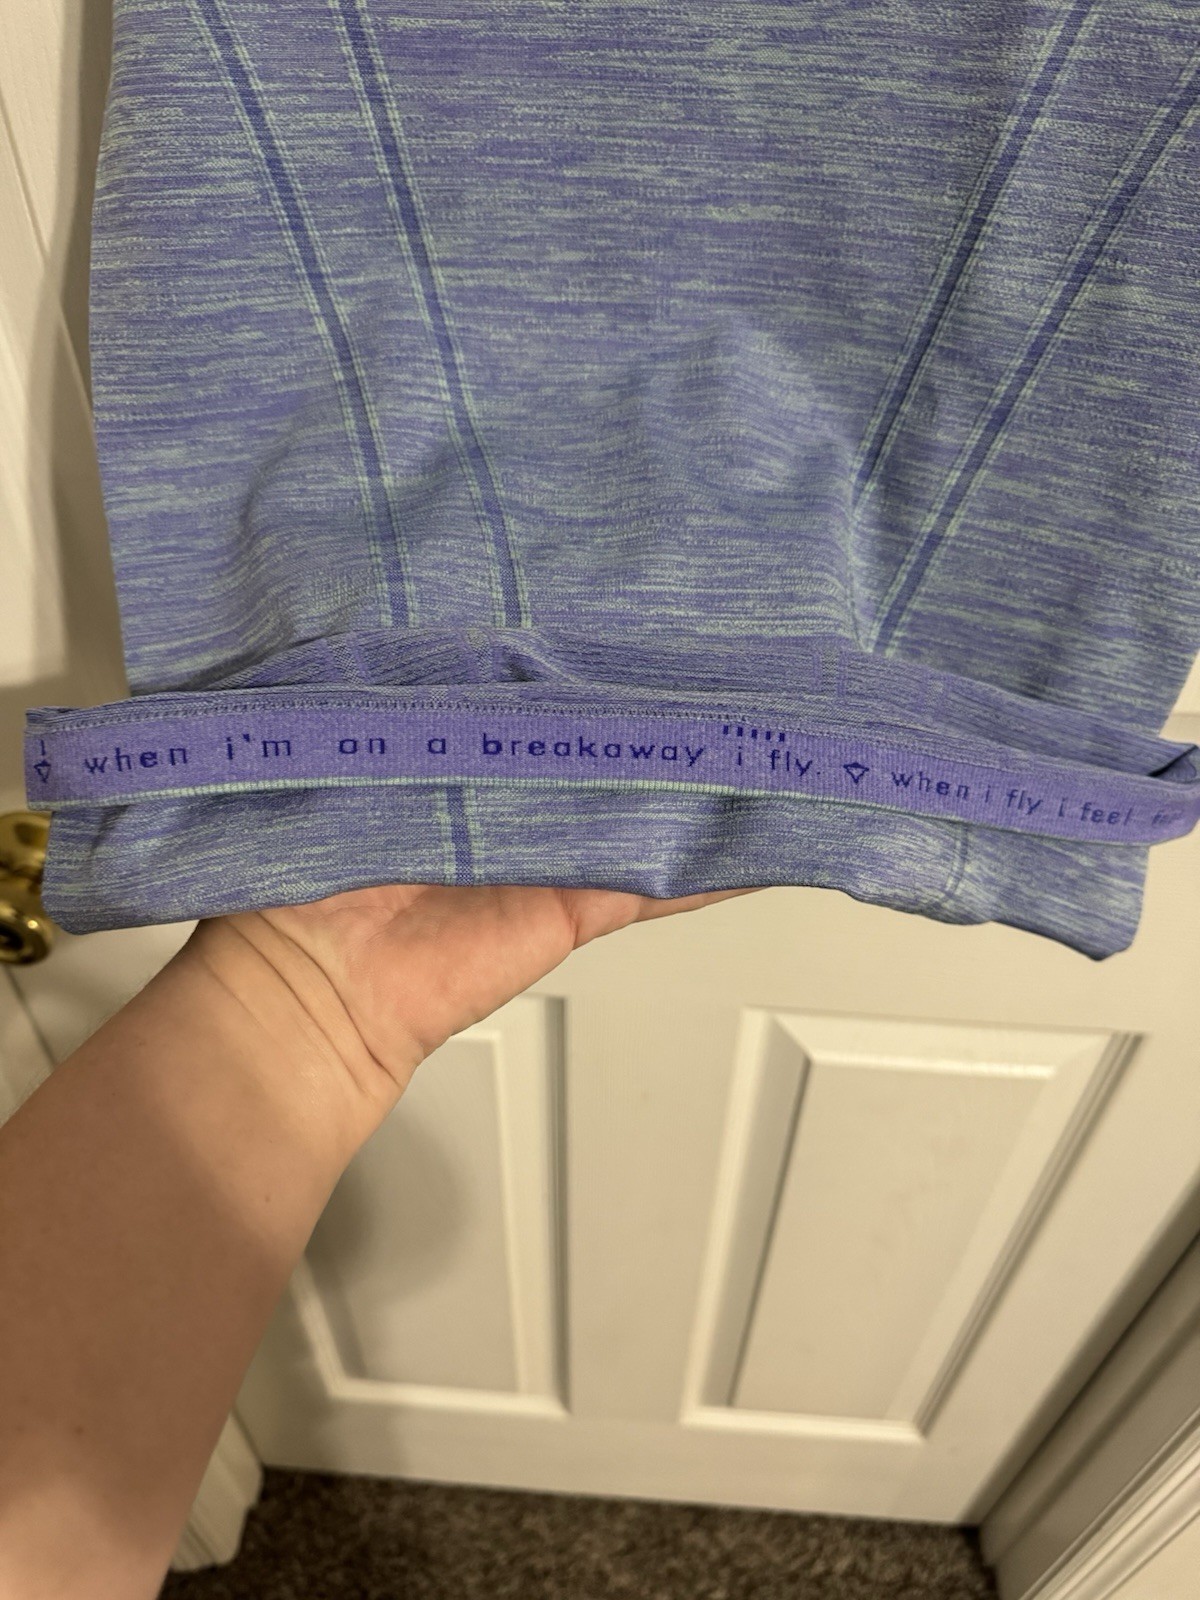 when i'm on a breakaway i fly. when i fly i feel